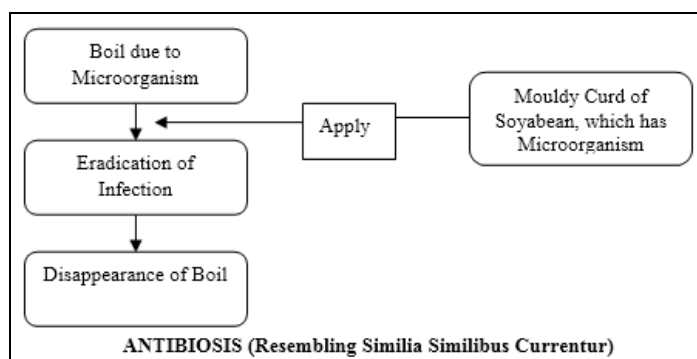 Boil due to
Microorganism
Apply
Mouldy Curd of
Soyabean, which has
Microorganism
Eradication of
Infection
Disappearance of Boil
ANTIBIOSIS (Resembling Similia Similibus Currentur)